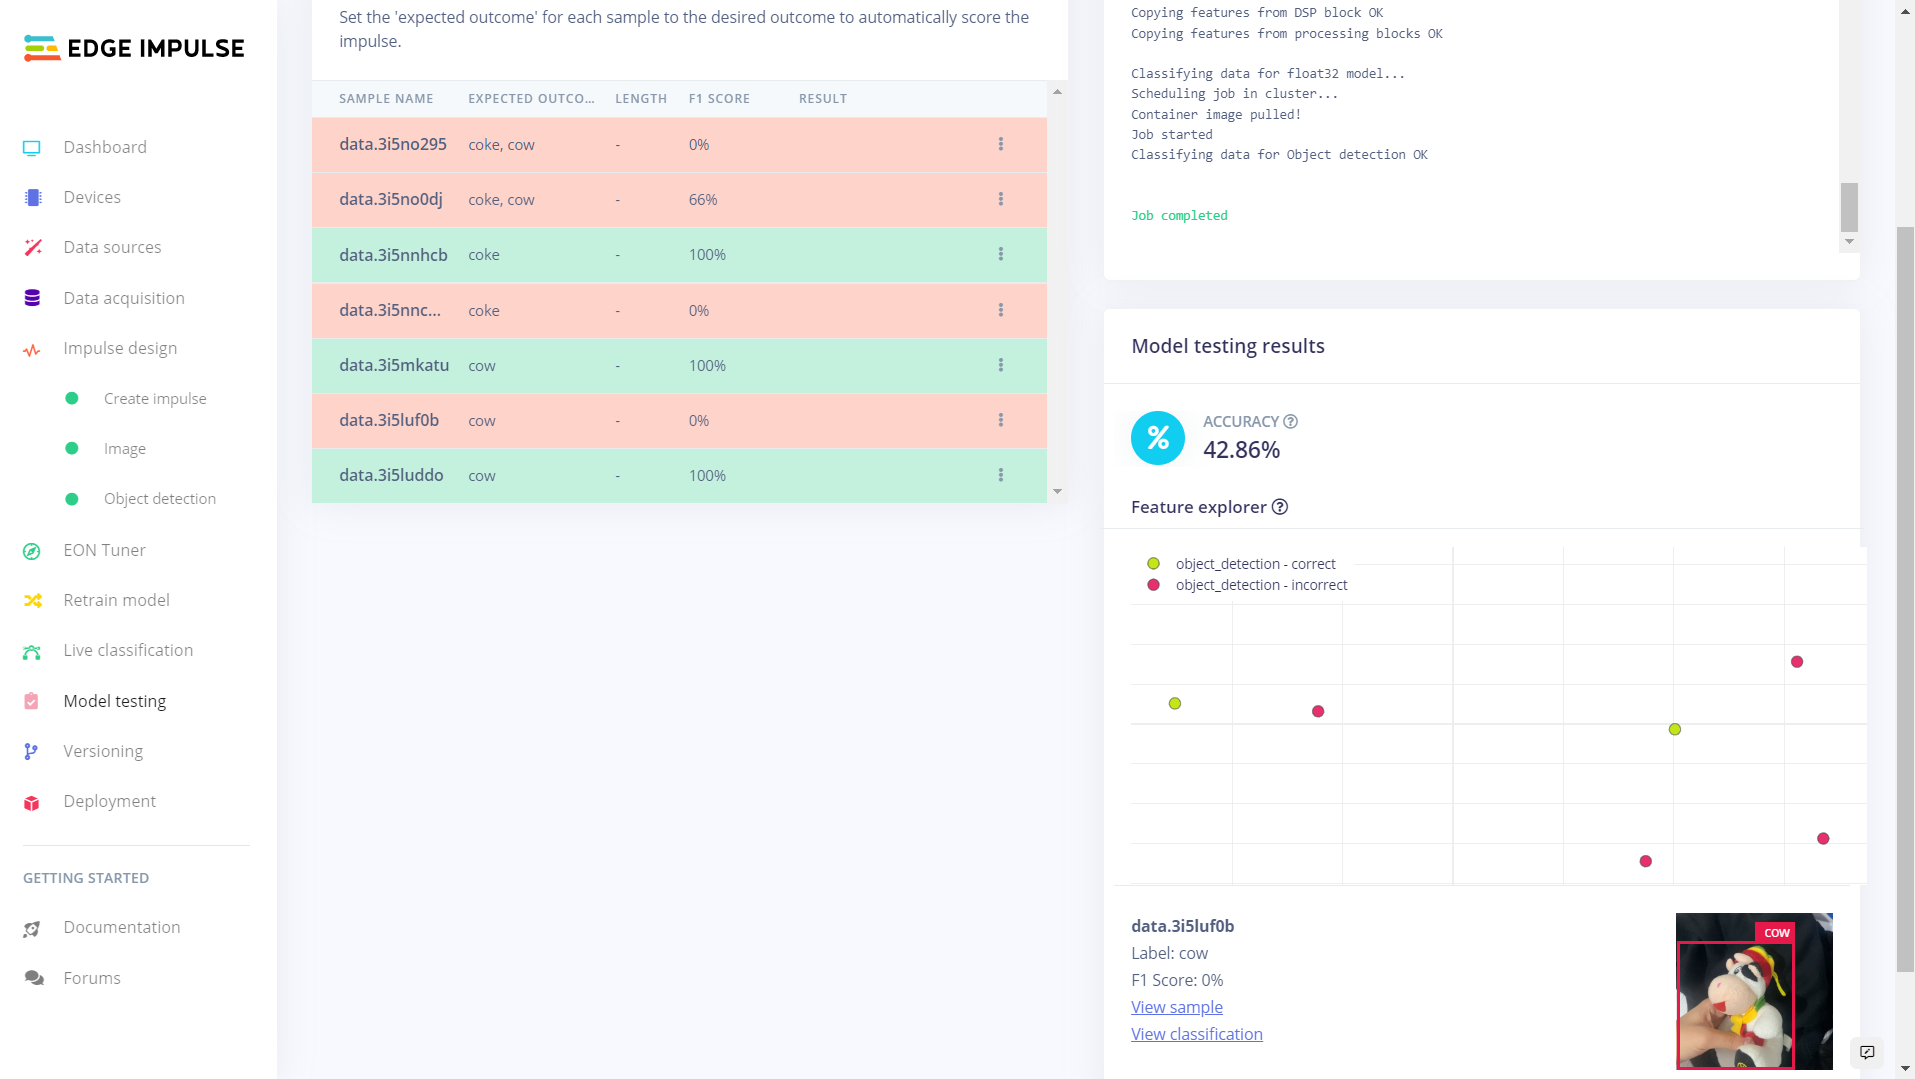 EDGE IMPULSE
Dashboard
Devices
Data sources
Data acquisition
Impulse design
Create impulse
Image
Object detection
EON Tuner
Retrain model
Live classification
Model testing
Versioning
Deployment
GETTING STARTED
Documentation
Forums
Set the 'expected outcome' for each sample to the desired outcome to automatically score the
impulse.
SAMPLE NAME EXPECTED OUTCO... LENGTH F1 SCORE RESULT
data.3i5no295 coke, cow - 0%
data.3i5no0dj coke, cow - 66%
data.3i5nnhcb coke - 100%
data.3i5nnc... coke - 0%
data.3i5mkatu cow - 100%
data.3i5luf0b cow - 0%
data.3i5luddo cow - 100%
Copying features from DSP block OK
Copying features from processing blocks OK
Classifying data for float32 model...
Scheduling job in cluster...
Container image pulled!
Job started
Classifying data for Object detection OK
Job completed
Model testing results
%
ACCURACY ?
42.86%
Feature explorer ?
object_detection - correct
object_detection - incorrect
data.3i5luf0b
Label: cow
F1 Score: 0%
View sample
View classification
COW